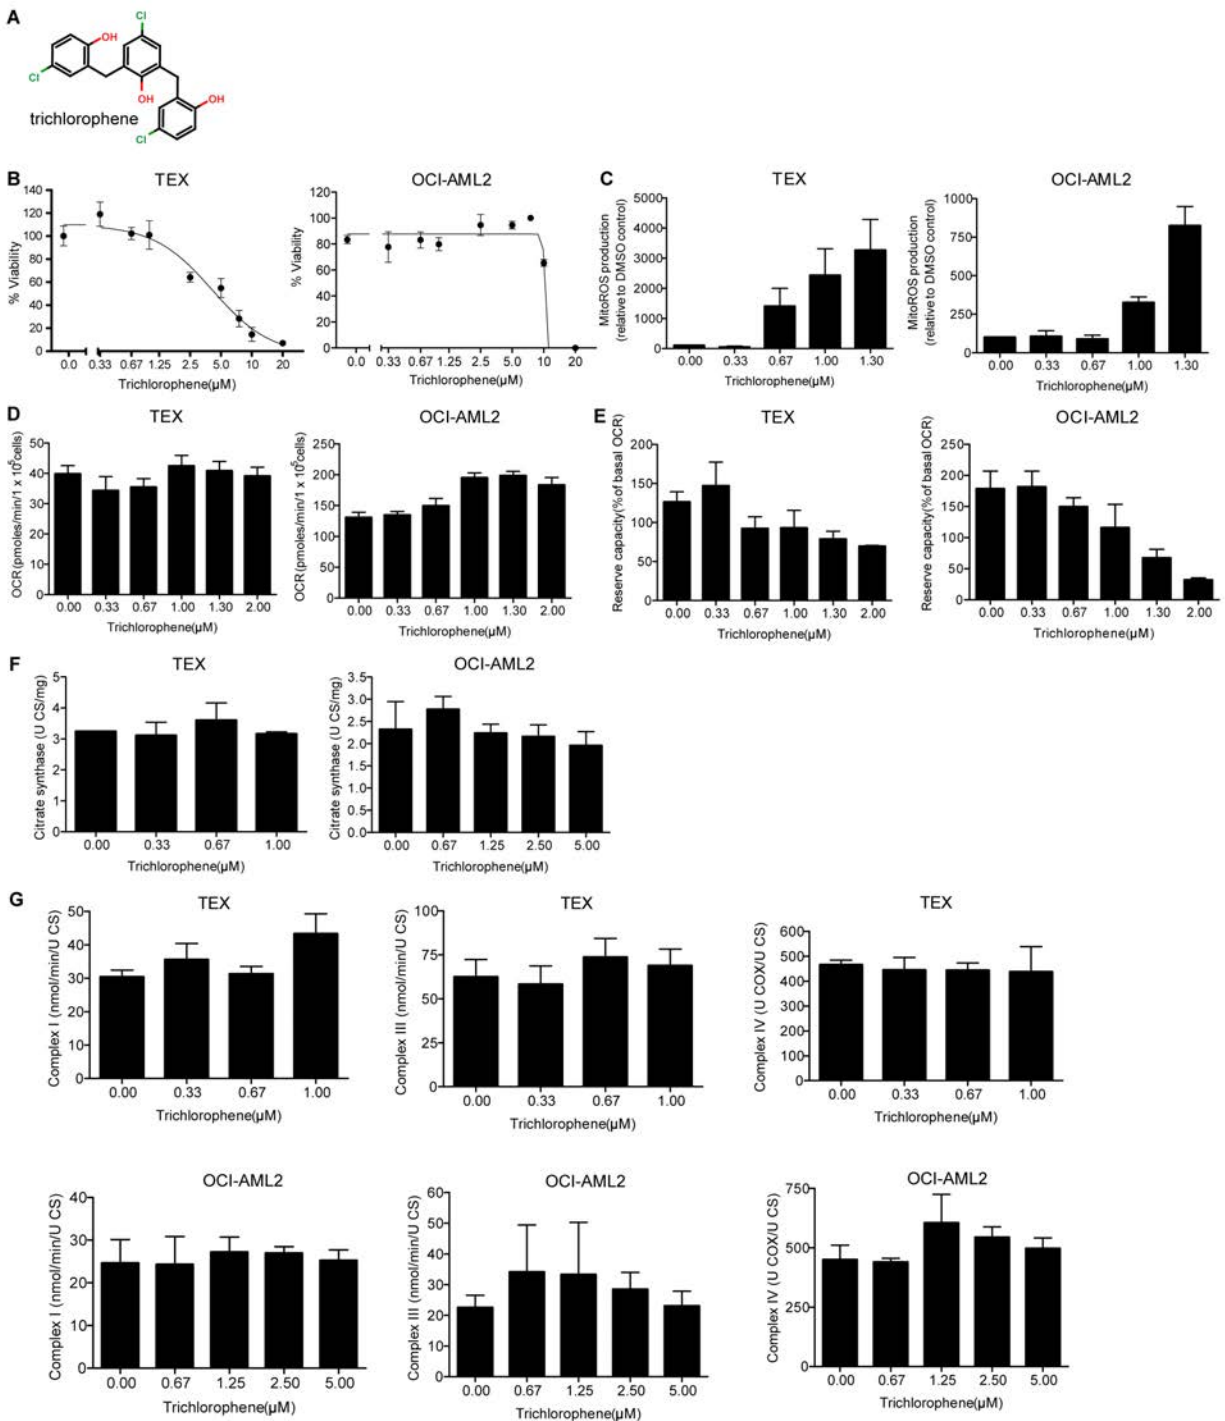 A
Cl
OH
Cl
OH
OH
trichlorophene
Cl
B
TEX
% Viability
140
120
100
80
60
40
20
0
0.0 0.33 0.67 1.25 2.5 5.0 10 20
Trichlorophene(µM)
OCI-AML2
% Viability
120
100
80
60
40
20
0
0.0 0.33 0.67 1.25 2.5 5.0 10 20
Trichlorophene(µM)
C
TEX
MitoROS production
(relative to DMSO control)
5000
4000
3000
2000
1000
0
0.00 0.33 0.67 1.00 1.30
Trichlorophene(µM)
OCI-AML2
MitoROS production
(relative to DMSO control)
1000
750
500
250
0
0.00 0.33 0.67 1.00 1.30
Trichlorophene(µM)
D
TEX
OCR(pmoles/min/1 x 10⁵cells)
50
40
30
20
10
0
0.00 0.33 0.67 1.00 1.30 2.00
Trichlorophene(µM)
OCI-AML2
OCR(pmoles/min/1 x 10⁵cells)
250
200
150
100
50
0
0.00 0.33 0.67 1.00 1.30 2.00
Trichlorophene(µM)
E
TEX
Reserve capacity(%of basal OCR)
200
150
100
50
0
0.00 0.33 0.67 1.00 1.30 2.00
Trichlorophene(µM)
OCI-AML2
Reserve capacity(%of basal OCR)
250
200
150
100
50
0
0.00 0.33 0.67 1.00 1.30 2.00
Trichlorophene(µM)
F
TEX
Citrate synthase (U CS/mg)
5
4
3
2
1
0
0.00 0.33 0.67 1.00
Trichlorophene(µM)
OCI-AML2
Citrate synthase (U CS/mg)
3.5
3.0
2.5
2.0
1.5
1.0
0.5
0.0
0.00 0.67 1.25 2.50 5.00
Trichlorophene(µM)
G
TEX
Complex I (nmol/min/U CS)
50
40
30
20
10
0
0.00 0.33 0.67 1.00
Trichlorophene(µM)
TEX
Complex III (nmol/min/U CS)
100
75
50
25
0
0.00 0.33 0.67 1.00
Trichlorophene(µM)
TEX
Complex IV (U COX/U CS)
600
500
400
300
200
100
0
0.00 0.33 0.67 1.00
Trichlorophene(µM)
OCI-AML2
Complex I (nmol/min/U CS)
40
30
20
10
0
0.00 0.67 1.25 2.50 5.00
Trichlorophene(µM)
OCI-AML2
Complex III (nmol/min/U CS)
60
50
40
30
20
10
0
0.00 0.67 1.25 2.50 5.00
Trichlorophene(µM)
OCI-AML2
Complex IV (U COX/U CS)
750
500
250
0
0.00 0.67 1.25 2.50 5.00
Trichlorophene(µM)